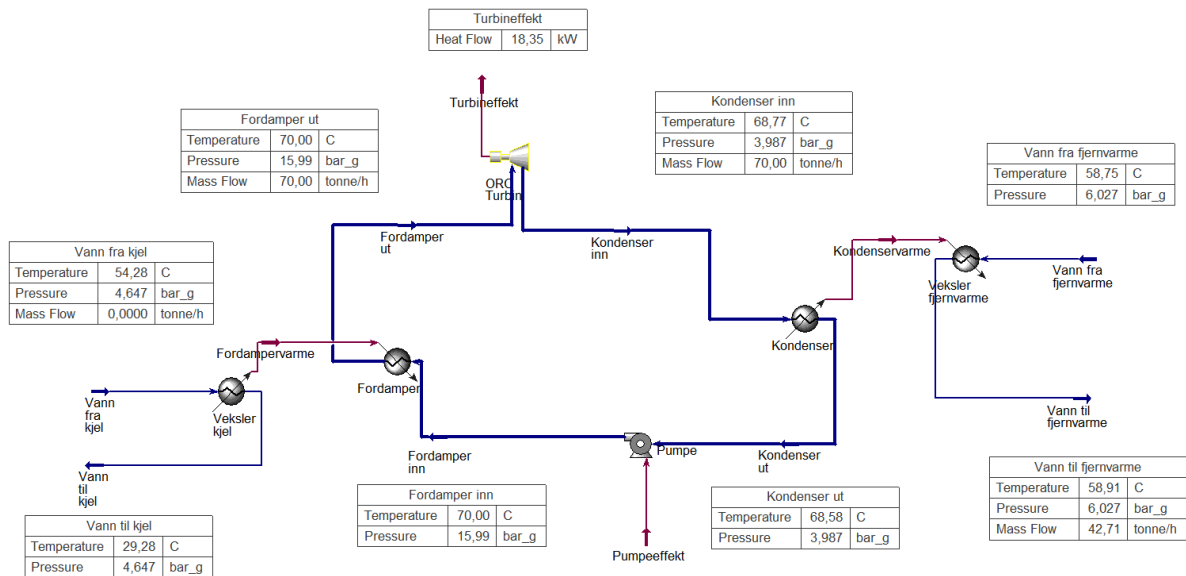 Turbineffekt
Heat Flow 18,35 kW
Turbineffekt
Fordamper ut
Temperature 70,00 C
Pressure 15,99 bar_g
Mass Flow 70,00 tonne/h
Kondenser inn
Temperature 68,77 C
Pressure 3,987 bar_g
Mass Flow 70,00 tonne/h
Vann fra fjernvarme
Temperature 58,75 C
Pressure 6,027 bar_g
ORC
Turbin
Fordamper
ut
Kondenser
inn
Kondenservarme
Veksler
fjernvarme
Vann fra
fjernvarme
Vann fra kjel
Temperature 54,28 C
Pressure 4,647 bar_g
Mass Flow 0,0000 tonne/h
Fordampervarme
Fordamper
Kondenser
Vann
fra
kjel
Veksler
kjel
Vann til
fjernvarme
Vann
til
kjel
Fordamper
inn
Pumpe
Kondenser
ut
Vann til kjel
Temperature 29,28 C
Pressure 4,647 bar_g
Fordamper inn
Temperature 70,00 C
Pressure 15,99 bar_g
Pumpeeffekt
Kondenser ut
Temperature 68,58 C
Pressure 3,987 bar_g
Vann til fjernvarme
Temperature 58,91 C
Pressure 6,027 bar_g
Mass Flow 42,71 tonne/h